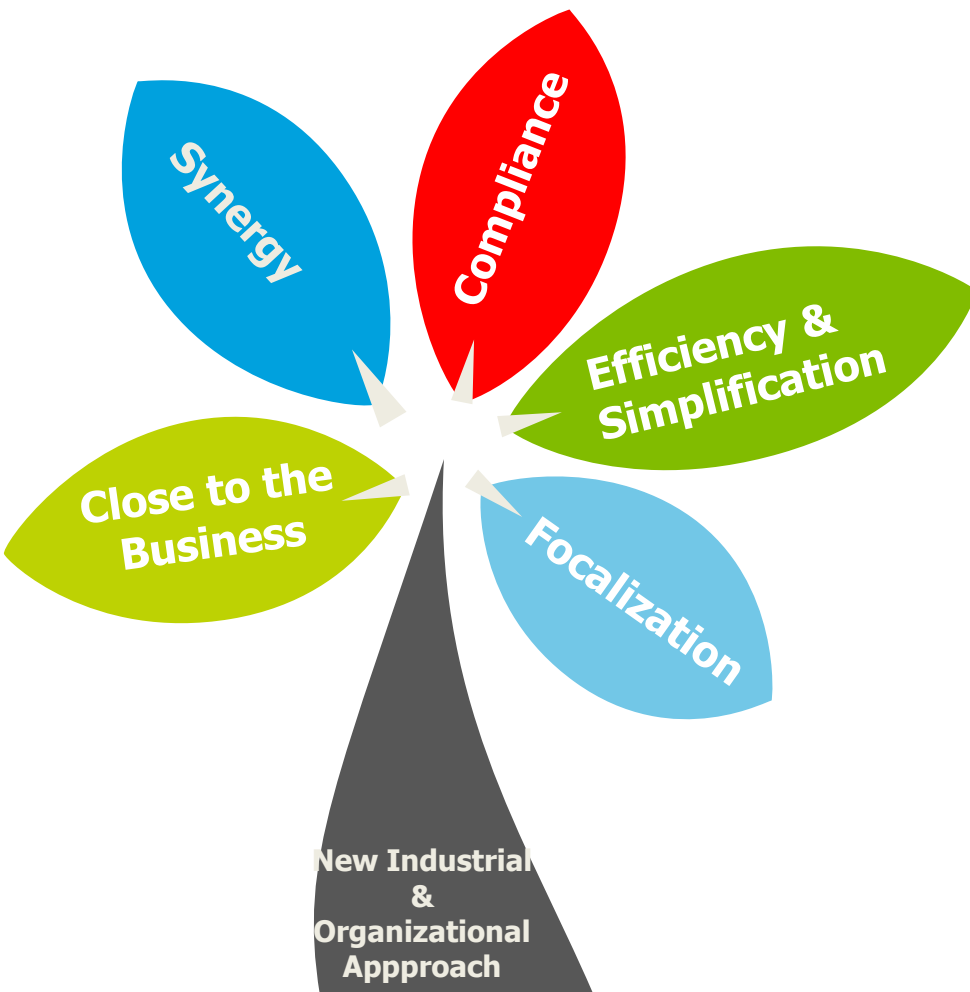 Synergy
Compliance
Efficiency &
Simplification
Close to the
Business
Focalization
New Industrial
&
Organizational
Appproach